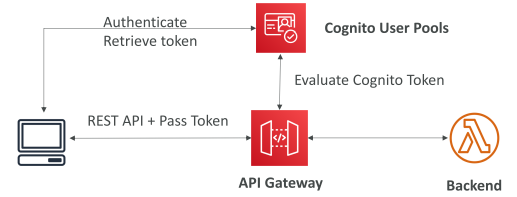 Authenticate
Retrieve token
Cognito User Pools
Evaluate Cognito Token
REST API + Pass Token
</>
API Gateway
Backend